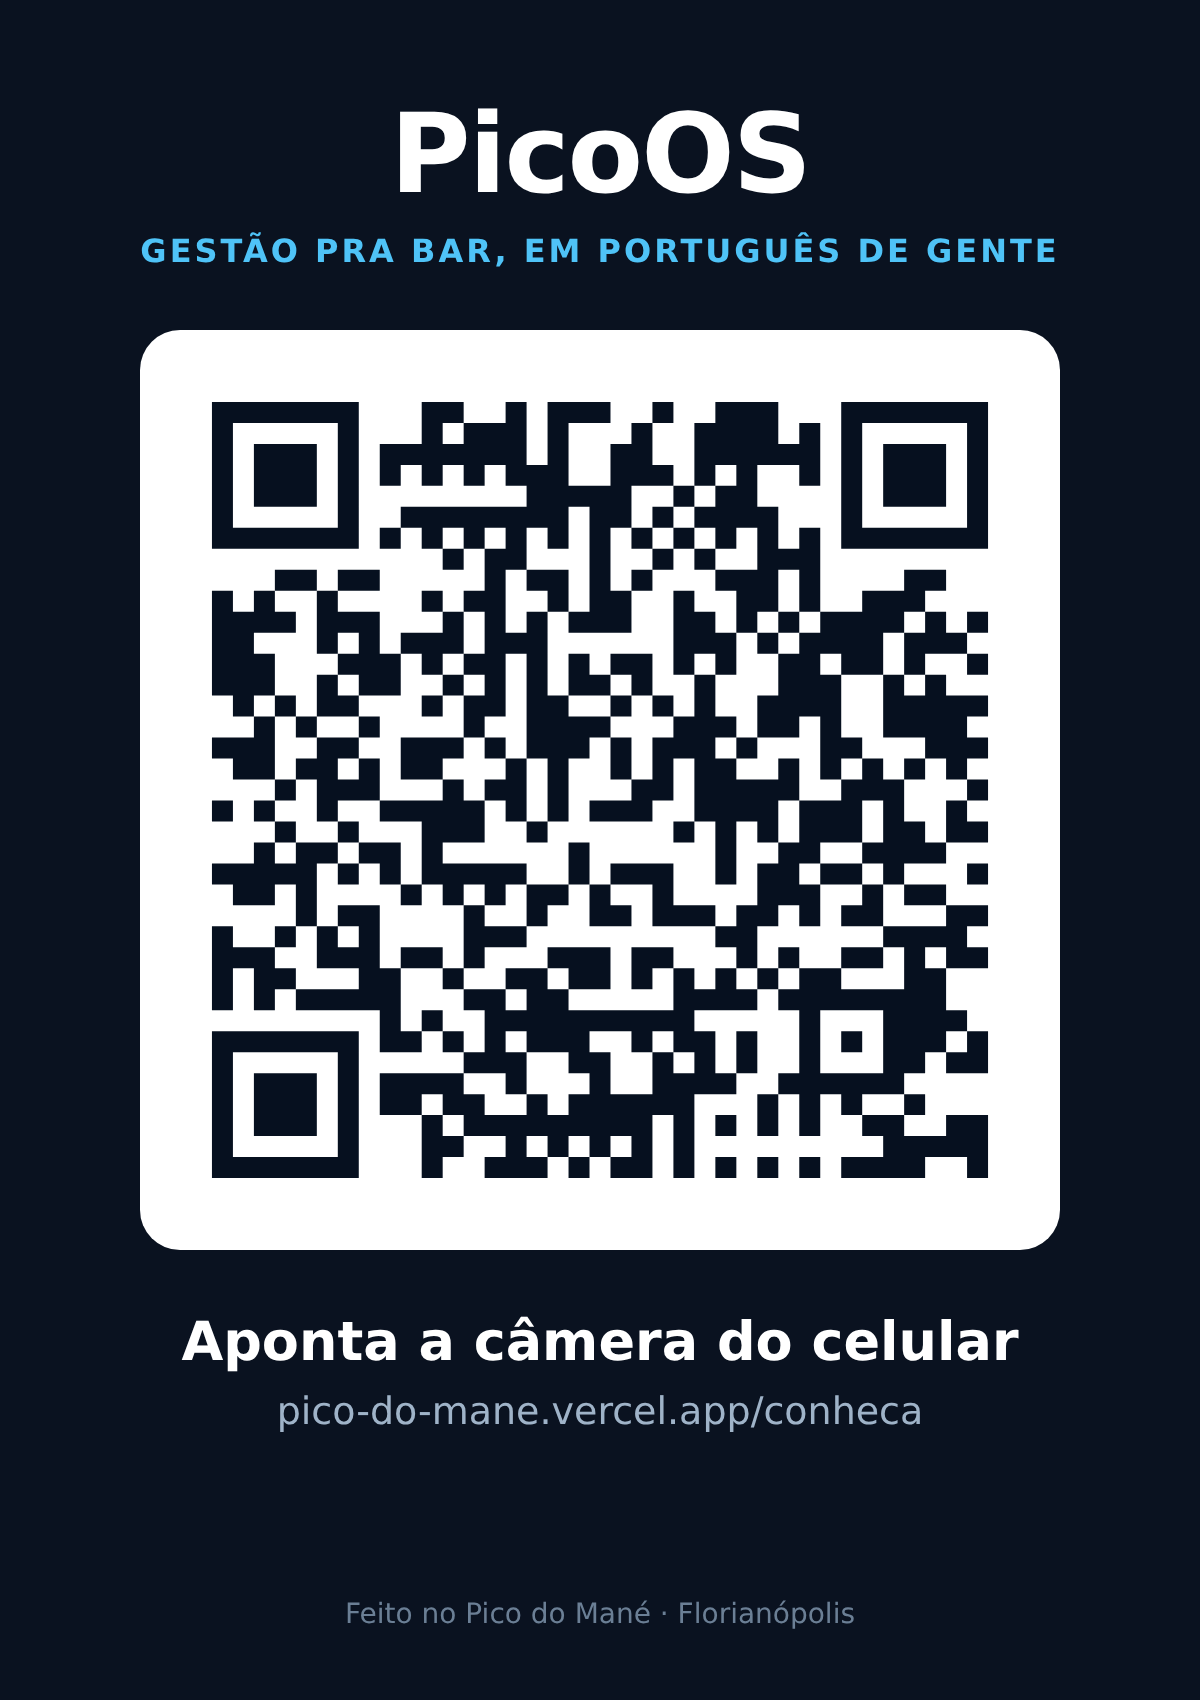 PicoOS
GESTÃO PRA BAR, EM PORTUGUÊS DE GENTE
Aponta a câmera do celular
pico-do-mane.vercel.app/conheca
Feito no Pico do Mané · Florianópolis